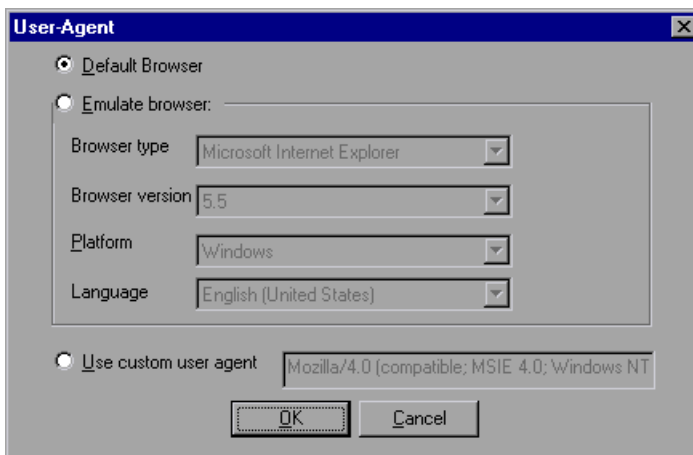 User-Agent
Default Browser
Emulate browser:
Browser type Microsoft Internet Explorer
Browser version 5.5
Platform Windows
Language English (United States)
Use custom user agent Mozilla/4.0 (compatible; MSIE 4.0; Windows NT
OK Cancel